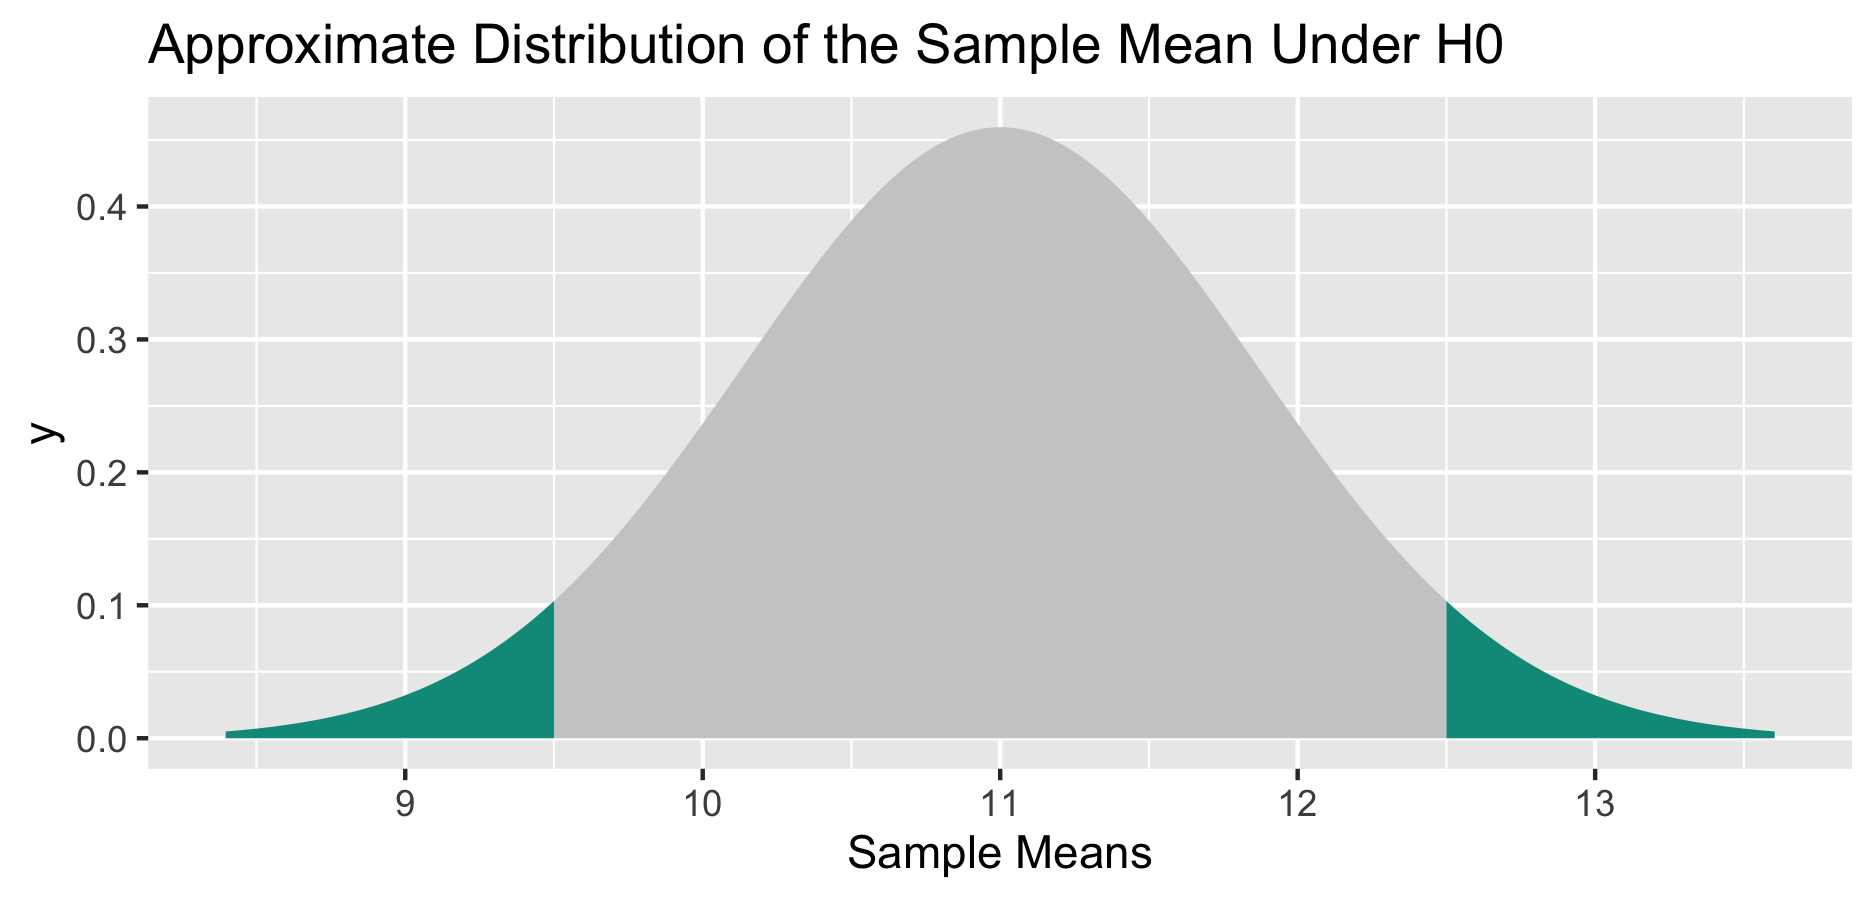 Approximate Distribution of the Sample Mean Under H0
0.4
0.3
y
0.2
0.1
0.0
9 10 11 12 13
Sample Means